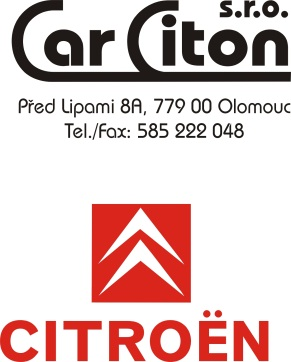 s.r.o.
Car Citon
Před Lipami 8A, 779 00 Olomouc
Tel./Fax: 585 222 048
CITROËN